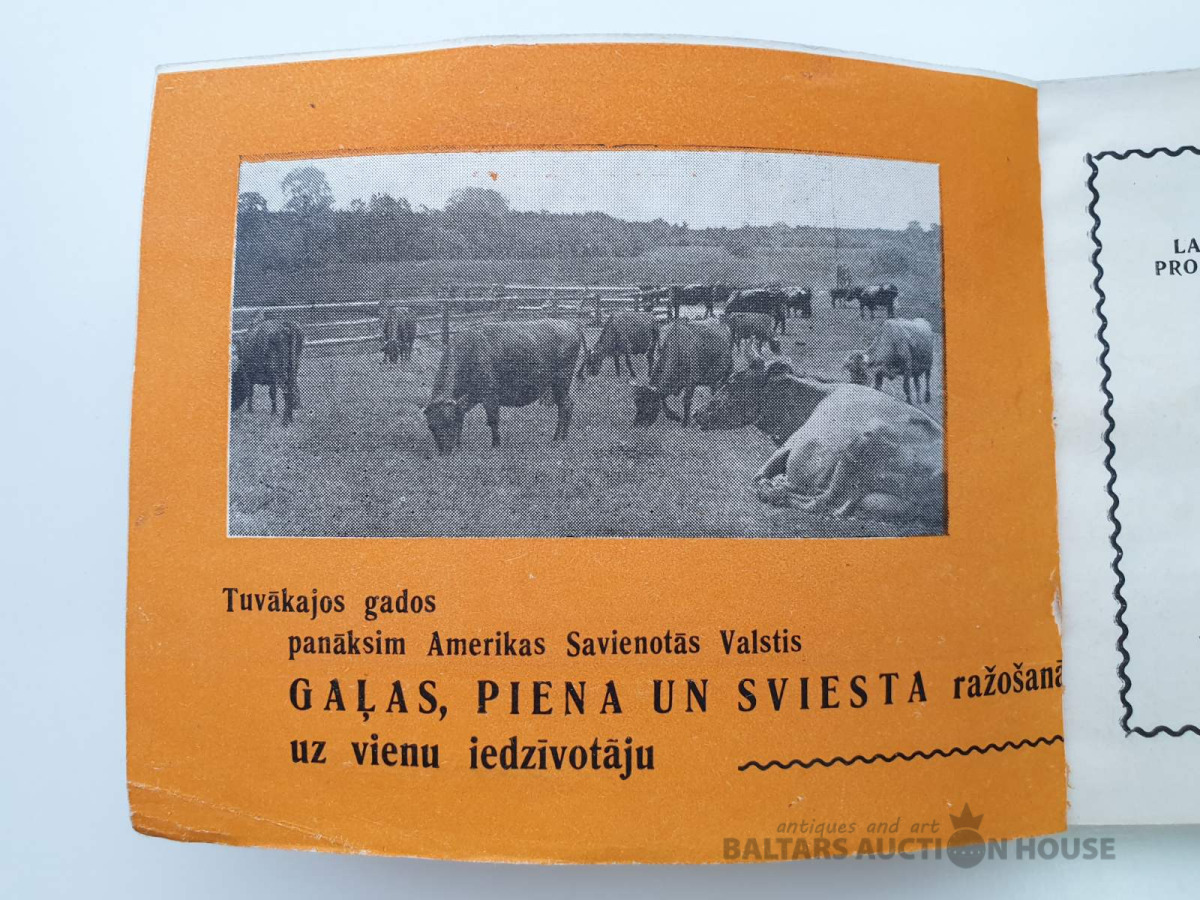 Tuvākajos gados
panāksim Amerikas Savienotās Valstis
GAĻAS, PIENA UN SVIESTA ražošanā
uz vienu iedzīvotāju
LA
PRO
antiques and art
BALTARS AUCTION HOUSE